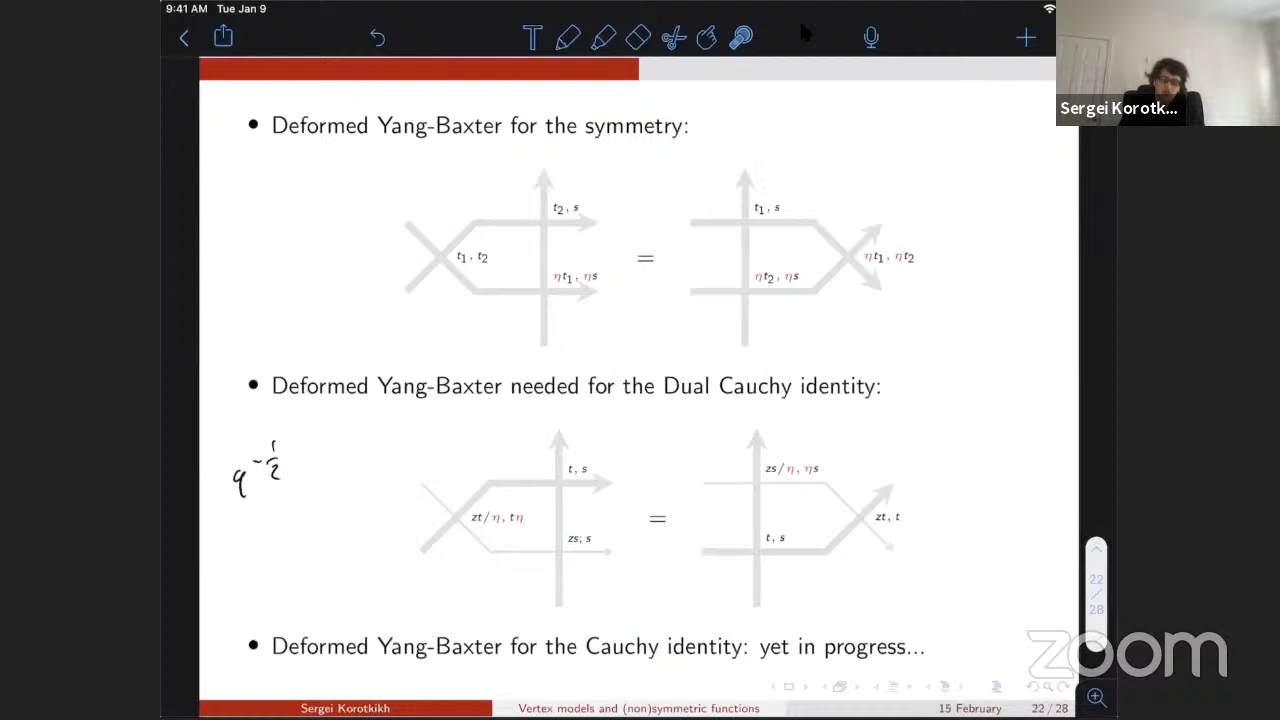 9:41 AM Tue Jan 9
Sergei Korotk...
• Deformed Yang-Baxter for the symmetry:
t₂, s
t₁, s
t₁, t₂
=
ηt₁, ηt₂
ηt₁, ηs
ηt₂, ηs
• Deformed Yang-Baxter needed for the Dual Cauchy identity:
q^{-1/2}
t, s
zs/η, ηs
zt/η, tη
=
zt, t
zs; s
t, s
22
/
28
• Deformed Yang-Baxter for the Cauchy identity: yet in progress...
zoom
Sergei Korotkikh Vertex models and (non)symmetric functions 15 February 22 / 28